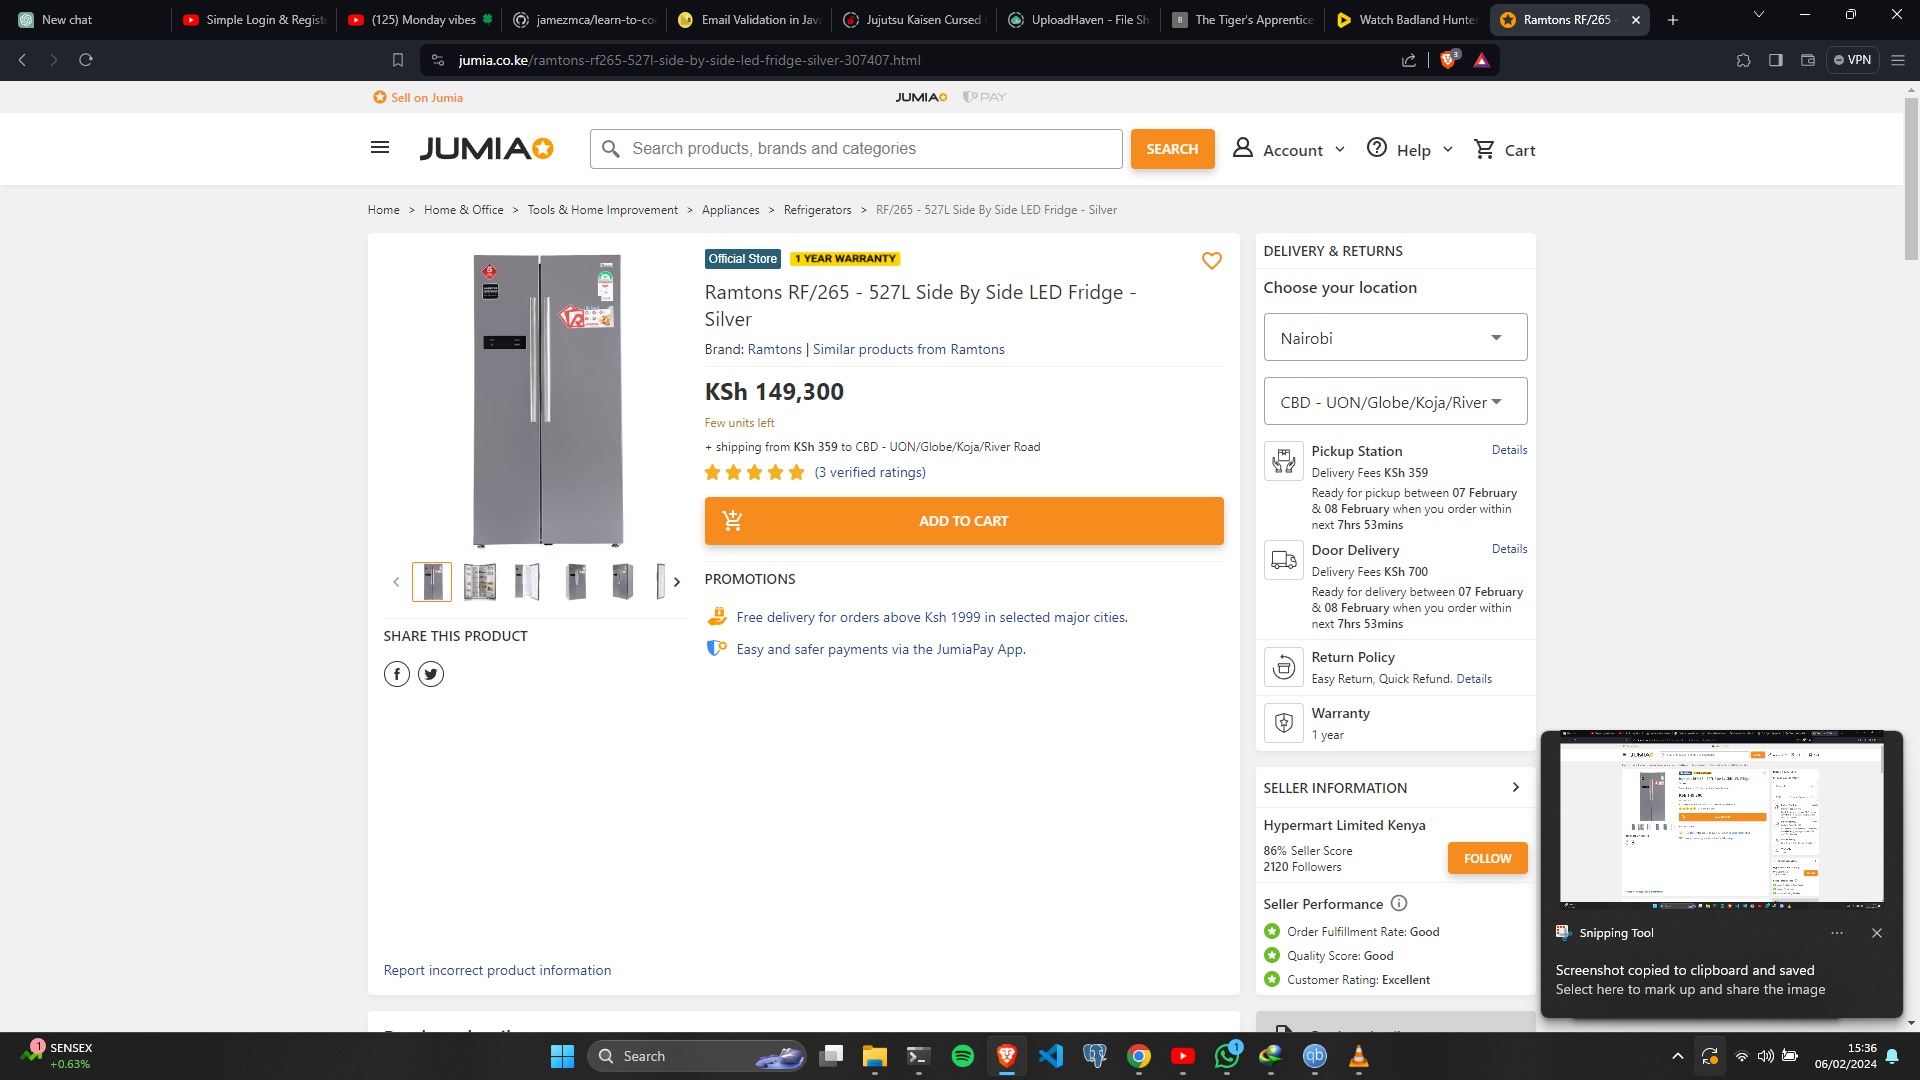 New chat
Simple Login & Regist
(125) Monday vibes
jamezmca/learn-to-co
Email Validation in Java
Jujutsu Kaisen Cursed
UploadHaven - File Sh
The Tiger's Apprentice
Watch Badland Hunter
Ramtons RF/265 -
jumia.co.ke/ramtons-rf265-527l-side-by-side-led-fridge-silver-307407.html
3
VPN
Sell on Jumia
JUMIA
PAY
JUMIA
Search products, brands and categories
SEARCH
Account
Help
Cart
Home > Home & Office > Tools & Home Improvement > Appliances > Refrigerators > RF/265 - 527L Side By Side LED Fridge - Silver
Official Store
1 YEAR WARRANTY
Ramtons RF/265 - 527L Side By Side LED Fridge -
Silver
Brand: Ramtons | Similar products from Ramtons
KSh 149,300
Few units left
+ shipping from KSh 359 to CBD - UON/Globe/Koja/River Road
(3 verified ratings)
ADD TO CART
PROMOTIONS
Free delivery for orders above Ksh 1999 in selected major cities.
Easy and safer payments via the JumiaPay App.
SHARE THIS PRODUCT
Report incorrect product information
DELIVERY & RETURNS
Choose your location
Nairobi
CBD - UON/Globe/Koja/River
Pickup Station
Details
Delivery Fees KSh 359
Ready for pickup between 07 February
& 08 February when you order within
next 7hrs 53mins
Door Delivery
Details
Delivery Fees KSh 700
Ready for delivery between 07 February
& 08 February when you order within
next 7hrs 53mins
Return Policy
Easy Return, Quick Refund. Details
Warranty
1 year
SELLER INFORMATION
Hypermart Limited Kenya
86% Seller Score
2120 Followers
FOLLOW
Seller Performance
Order Fulfillment Rate: Good
Quality Score: Good
Customer Rating: Excellent
Snipping Tool
Screenshot copied to clipboard and saved
Select here to mark up and share the image
1
SENSEX
+0.63%
Search
1
qb
15:36
06/02/2024